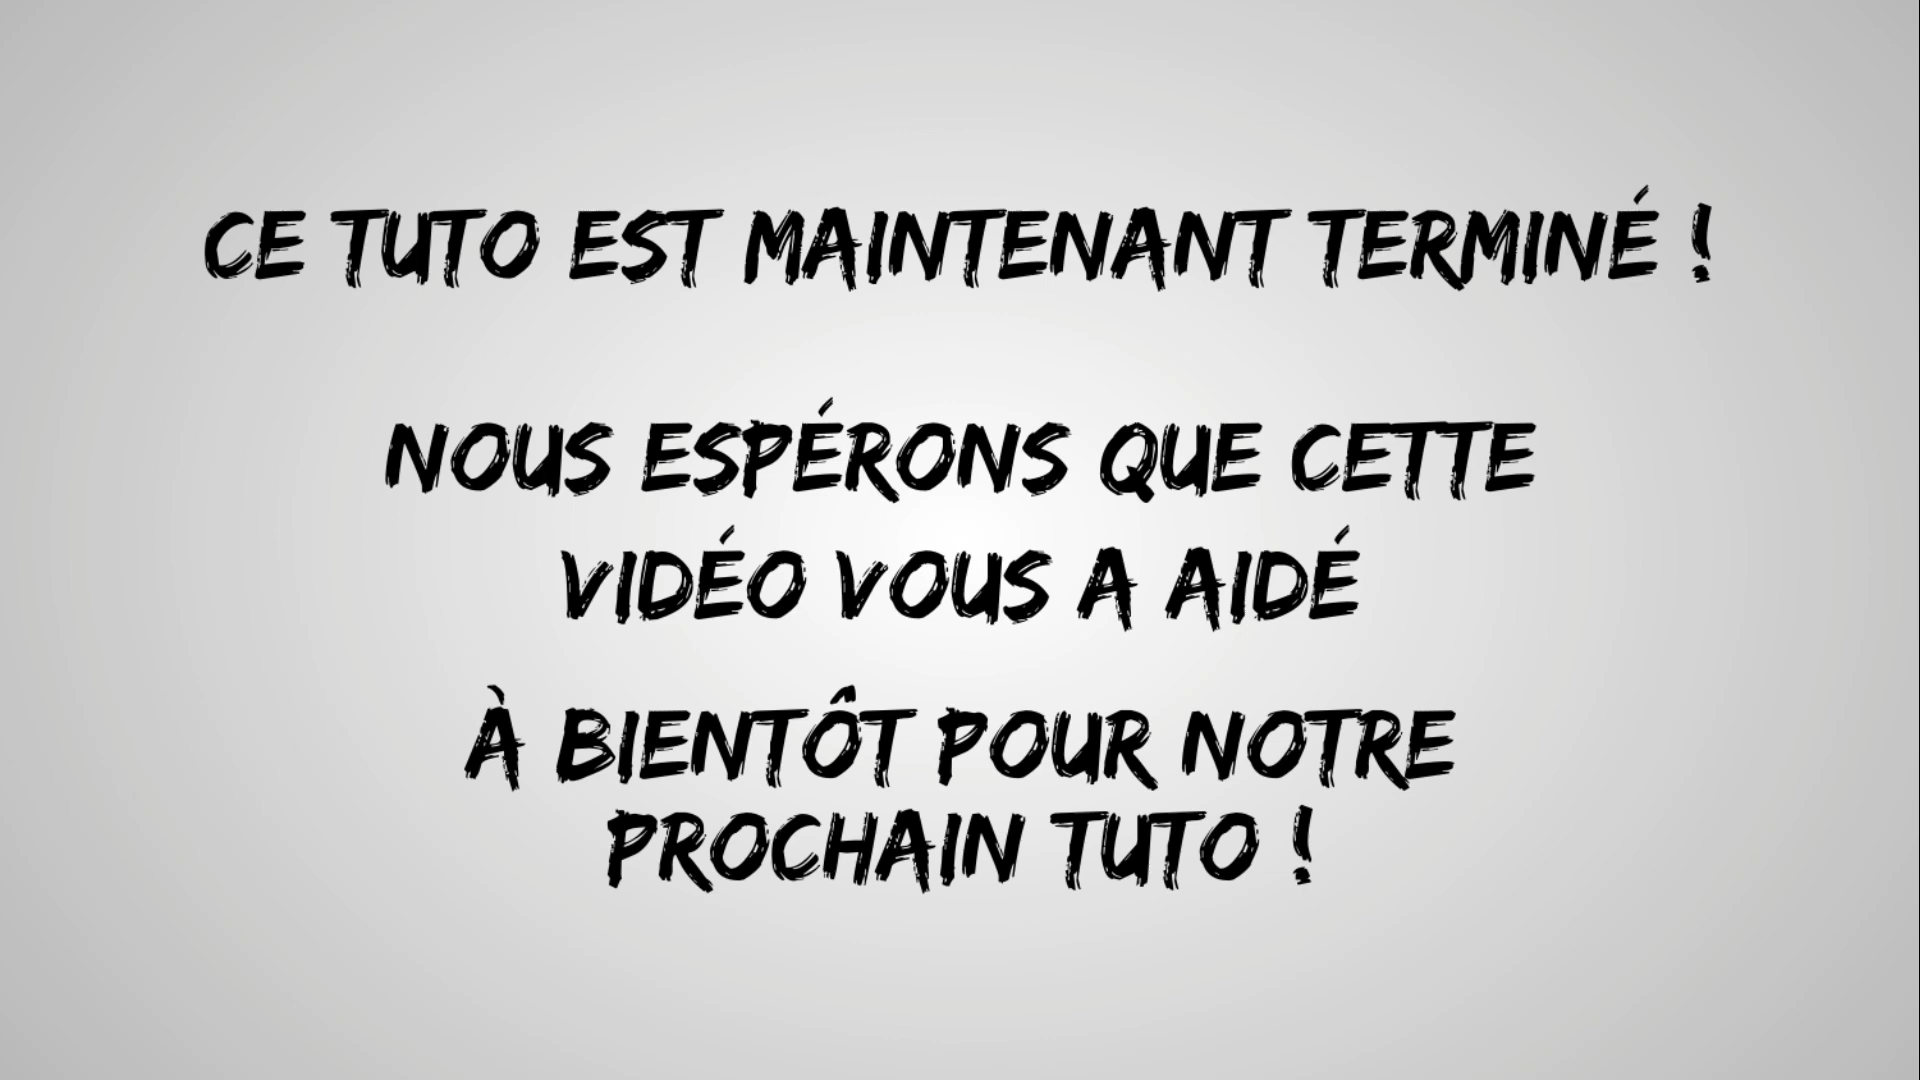 CE TUTO EST MAINTENANT TERMINÉ !
NOUS ESPÉRONS QUE CETTE
VIDÉO VOUS A AIDÉ
À BIENTÔT POUR NOTRE
PROCHAIN TUTO !